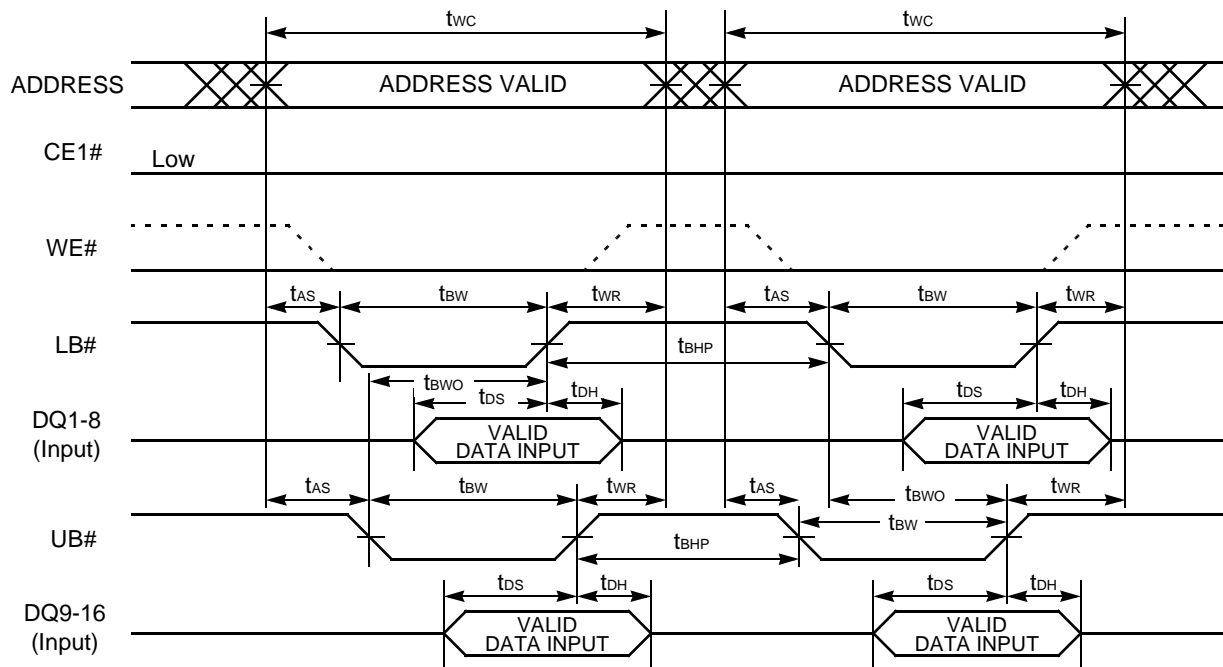 tWC tWC
ADDRESS ADDRESS VALID ADDRESS VALID
CE1# Low
WE#
tAS tBW tWR tAS tBW tWR
LB#
tBHP
tBWO
tDS tDH tDS tDH
DQ1-8
(Input)
VALID
DATA INPUT
VALID
DATA INPUT
tAS tBW tWR tAS tBWO tWR
tBW
UB#
tBHP
tDS tDH tDS tDH
DQ9-16
(Input)
VALID
DATA INPUT
VALID
DATA INPUT